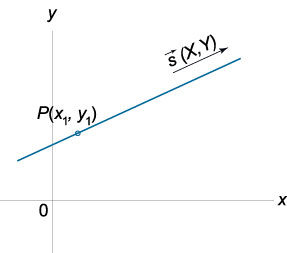 y
s⃗ (X,Y)
P(x₁, y₁)
x
0